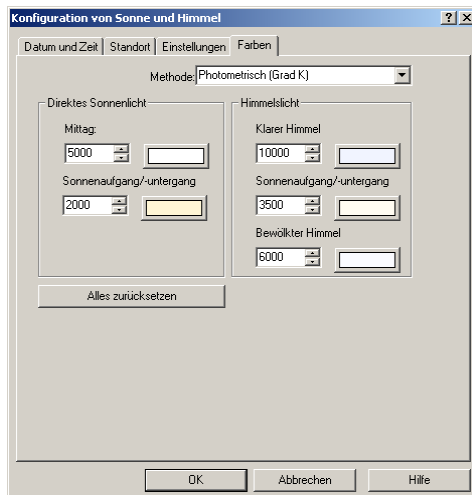 Konfiguration von Sonne und Himmel
Datum und Zeit Standort Einstellungen Farben
Methode: Photometrisch (Grad K)
Direktes Sonnenlicht
Mittag:
5000
Sonnenaufgang/-untergang
2000
Himmelslicht
Klarer Himmel
10000
Sonnenaufgang/-untergang
3500
Bewölkter Himmel
6000
Alles zurücksetzen
OK Abbrechen Hilfe